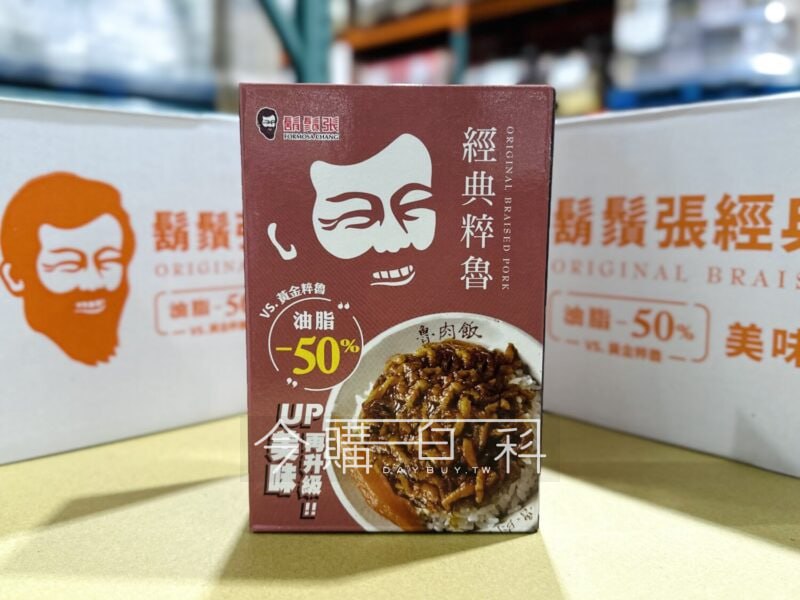 鬍鬚張
FORMOSA CHANG
經典粹魯
ORIGINAL BRAISED PORK
VS. 黃金粹魯
油脂
-50%
魯肉飯
UP
美味
再升級!!
今購百科
DAYBUY.TW
鬍鬚張
ORIGINAL B
油脂 -50
VS. 黃金粹魯
鬍鬚張經典
ORIGINAL BRAIS
油脂 -50%
VS. 黃金粹魯
美味